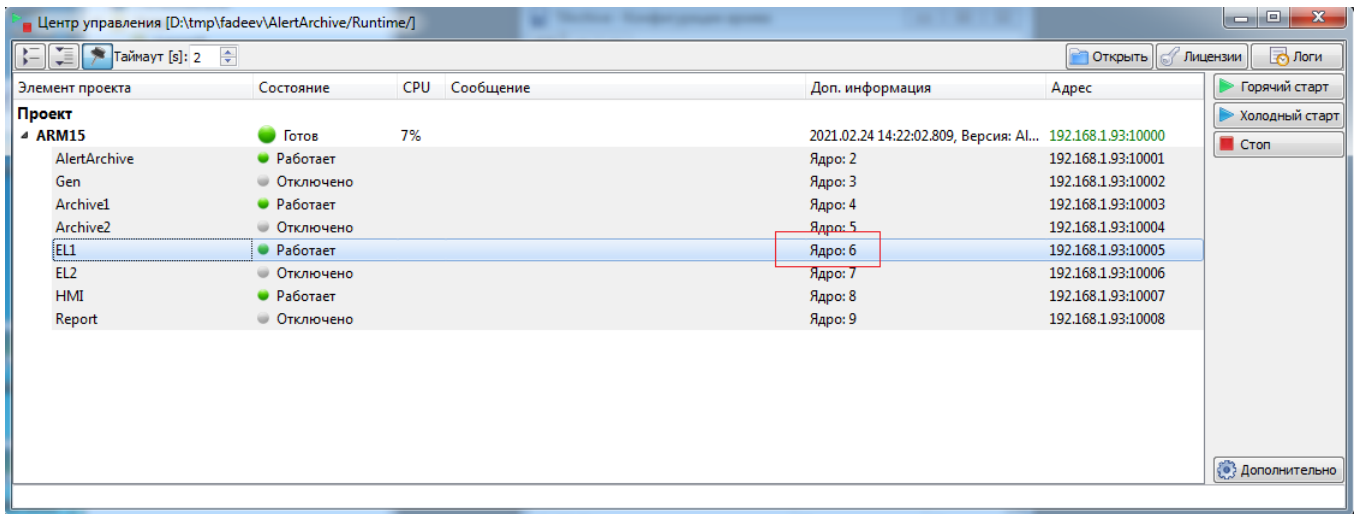 Центр управления [D:\tmp\fadeev\AlertArchive/Runtime/]
Таймаут [s]: 2 Открыть Лицензии Логи
Элемент проекта Состояние CPU Сообщение Доп. информация Адрес Горячий старт
Проект Холодный старт
ARM15 Готов 7% 2021.02.24 14:22:02.809, Версия: Al... 192.168.1.93:10000
Стоп
AlertArchive Работает Ядро: 2 192.168.1.93:10001
Gen Отключено Ядро: 3 192.168.1.93:10002
Archive1 Работает Ядро: 4 192.168.1.93:10003
Archive2 Отключено Ядро: 5 192.168.1.93:10004
EL1 Работает Ядро: 6 192.168.1.93:10005
EL2 Отключено Ядро: 7 192.168.1.93:10006
HMI Работает Ядро: 8 192.168.1.93:10007
Report Отключено Ядро: 9 192.168.1.93:10008
Дополнительно